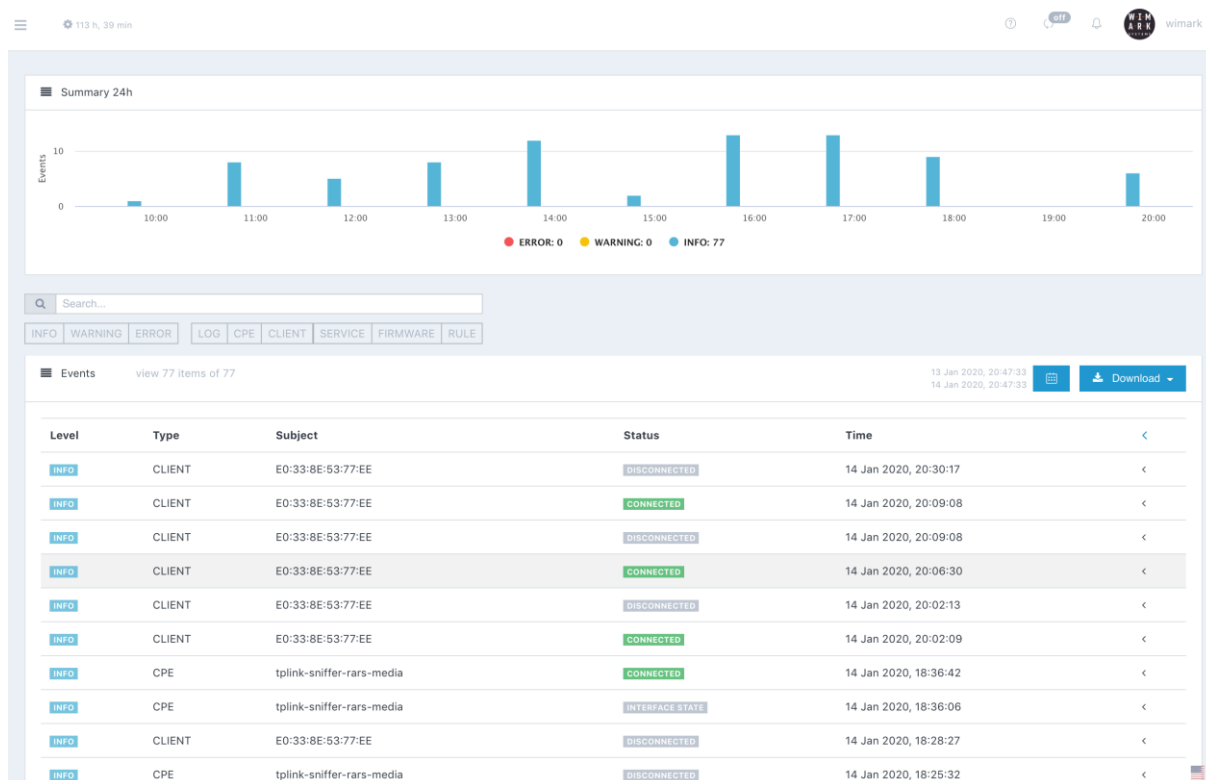 113 h, 39 min off wimark
WIM
ARK
SYSTEMS
Summary 24h
10
Events
0
10:00 11:00 12:00 13:00 14:00 15:00 16:00 17:00 18:00 19:00 20:00
ERROR: 0 WARNING: 0 INFO: 77
Search...
INFO WARNING ERROR LOG CPE CLIENT SERVICE FIRMWARE RULE
Events view 77 items of 77 13 Jan 2020, 20:47:33
14 Jan 2020, 20:47:33
Download
Level Type Subject Status Time
INFO CLIENT E0:33:8E:53:77:EE DISCONNECTED 14 Jan 2020, 20:30:17
INFO CLIENT E0:33:8E:53:77:EE CONNECTED 14 Jan 2020, 20:09:08
INFO CLIENT E0:33:8E:53:77:EE DISCONNECTED 14 Jan 2020, 20:09:08
INFO CLIENT E0:33:8E:53:77:EE CONNECTED 14 Jan 2020, 20:06:30
INFO CLIENT E0:33:8E:53:77:EE DISCONNECTED 14 Jan 2020, 20:02:13
INFO CLIENT E0:33:8E:53:77:EE CONNECTED 14 Jan 2020, 20:02:09
INFO CPE tplink-sniffer-rars-media CONNECTED 14 Jan 2020, 18:36:42
INFO CPE tplink-sniffer-rars-media INTERFACE STATE 14 Jan 2020, 18:36:06
INFO CLIENT E0:33:8E:53:77:EE DISCONNECTED 14 Jan 2020, 18:28:27
INFO CPE tplink-sniffer-rars-media DISCONNECTED 14 Jan 2020, 18:25:32